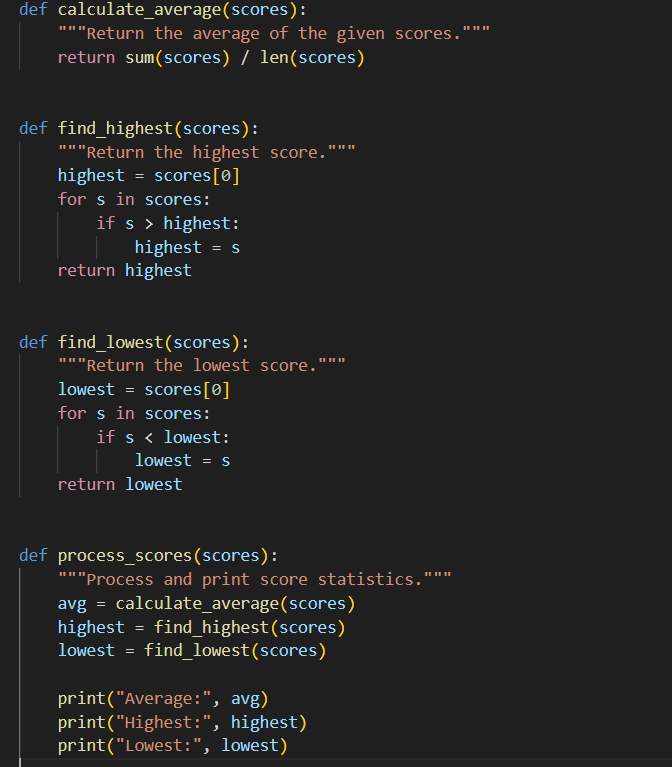 def calculate_average(scores):
    """Return the average of the given scores."""
    return sum(scores) / len(scores)
def find_highest(scores):
    """Return the highest score."""
    highest = scores[0]
    for s in scores:
        if s > highest:
            highest = s
    return highest
def find_lowest(scores):
    """Return the lowest score."""
    lowest = scores[0]
    for s in scores:
        if s < lowest:
            lowest = s
    return lowest
def process_scores(scores):
    """Process and print score statistics."""
    avg = calculate_average(scores)
    highest = find_highest(scores)
    lowest = find_lowest(scores)
    print("Average:", avg)
    print("Highest:", highest)
    print("Lowest:", lowest)